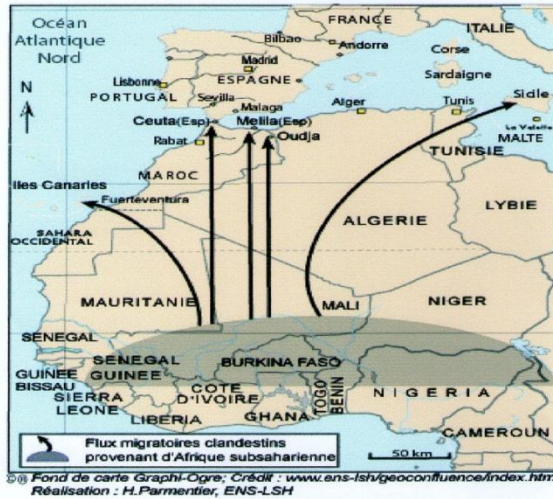 Océan
Atlantique
Nord
FRANCE
ITALIE
Bilbao
Andorre
Corse
Madrid
Sardaigne
N
Lisbonne
ESPAGNE
PORTUGAL
Sevilla
Malaga
Alger
Tunis
Sidle
Ceuta(Esp)
Melila(Esp)
La Valette
MALTE
Rabat
Oudja
TUNISIE
MAROC
Iles Canaries
Fuerteventura
ALGERIE
LYBIE
SAHARA
OCCIDENTAL
MAURITANIE
MALI
NIGER
SENEGAL
SENEGAL
GUINEE
BURKINA FASO
GUINEE
BISSAU
SIERRA
LEONE
COTE
D'IVOIRE
TOGO
BENIN
NIGERIA
LIBERIA
GHANA
CAMEROUN
Flux migratoires clandestins
provenant d'Afrique subsaharienne
50 km
©® Fond de carte Graphi-Ogre; Crédit : www.ens-lsh/geoconfluence/index.htm
Réalisation : H.Parmentier, ENS-LSH